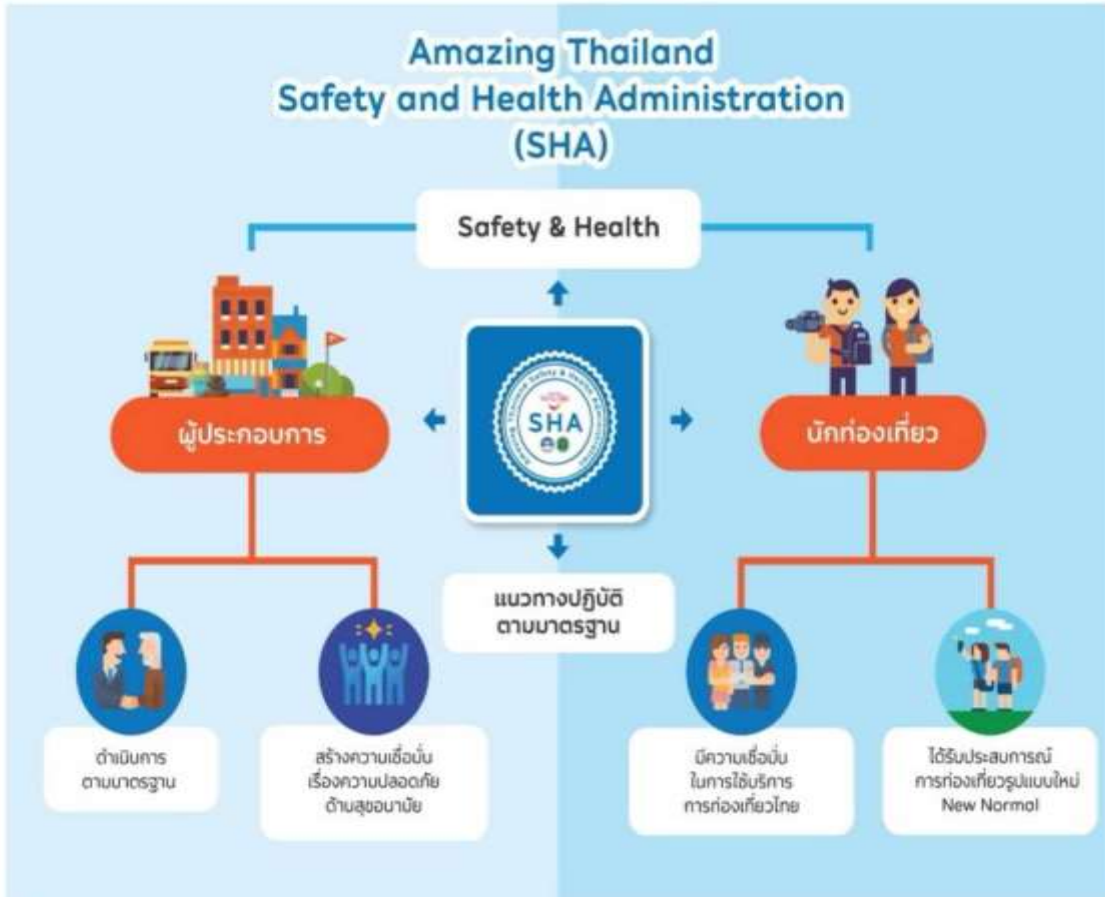 Amazing Thailand
Safety and Health Administration
(SHA)
Safety & Health
ผู้ประกอบการ
Amazing Thailand Safety & Health Administration
SHA
นักท่องเที่ยว
แนวทางปฏิบัติ
ตามมาตรฐาน
ดำเนินการ
ตามมาตรฐาน
สร้างความเชื่อมั่น
เรื่องความปลอดภัย
ด้านสุขอนามัย
มีความเชื่อมั่น
ในการใช้บริการ
การท่องเที่ยวไทย
ได้รับประสบการณ์
การท่องเที่ยวรูปแบบใหม่
New Normal